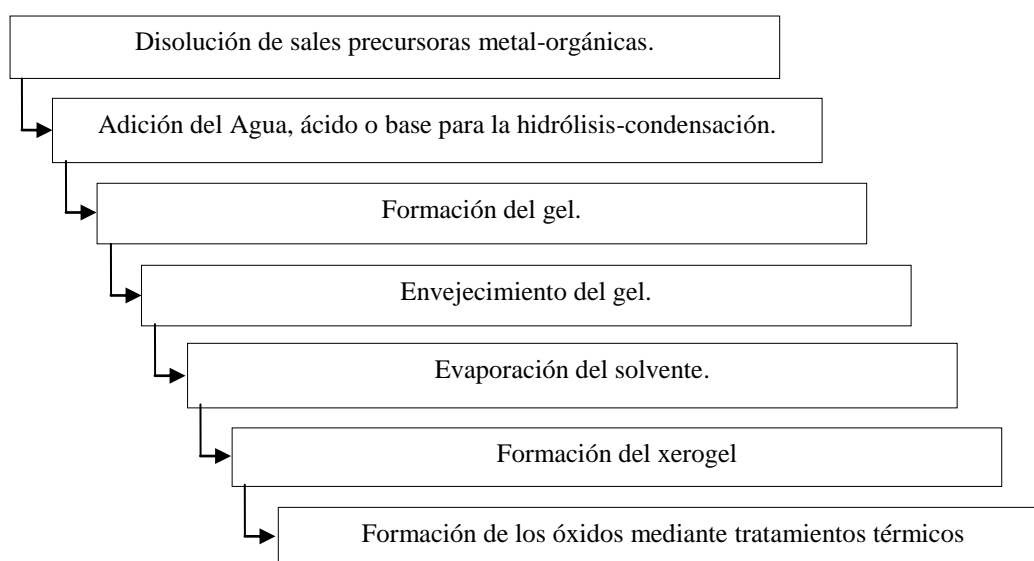 Disolución de sales precursoras metal-orgánicas.
Adición del Agua, ácido o base para la hidrólisis-condensación.
Formación del gel.
Envejecimiento del gel.
Evaporación del solvente.
Formación del xerogel
Formación de los óxidos mediante tratamientos térmicos